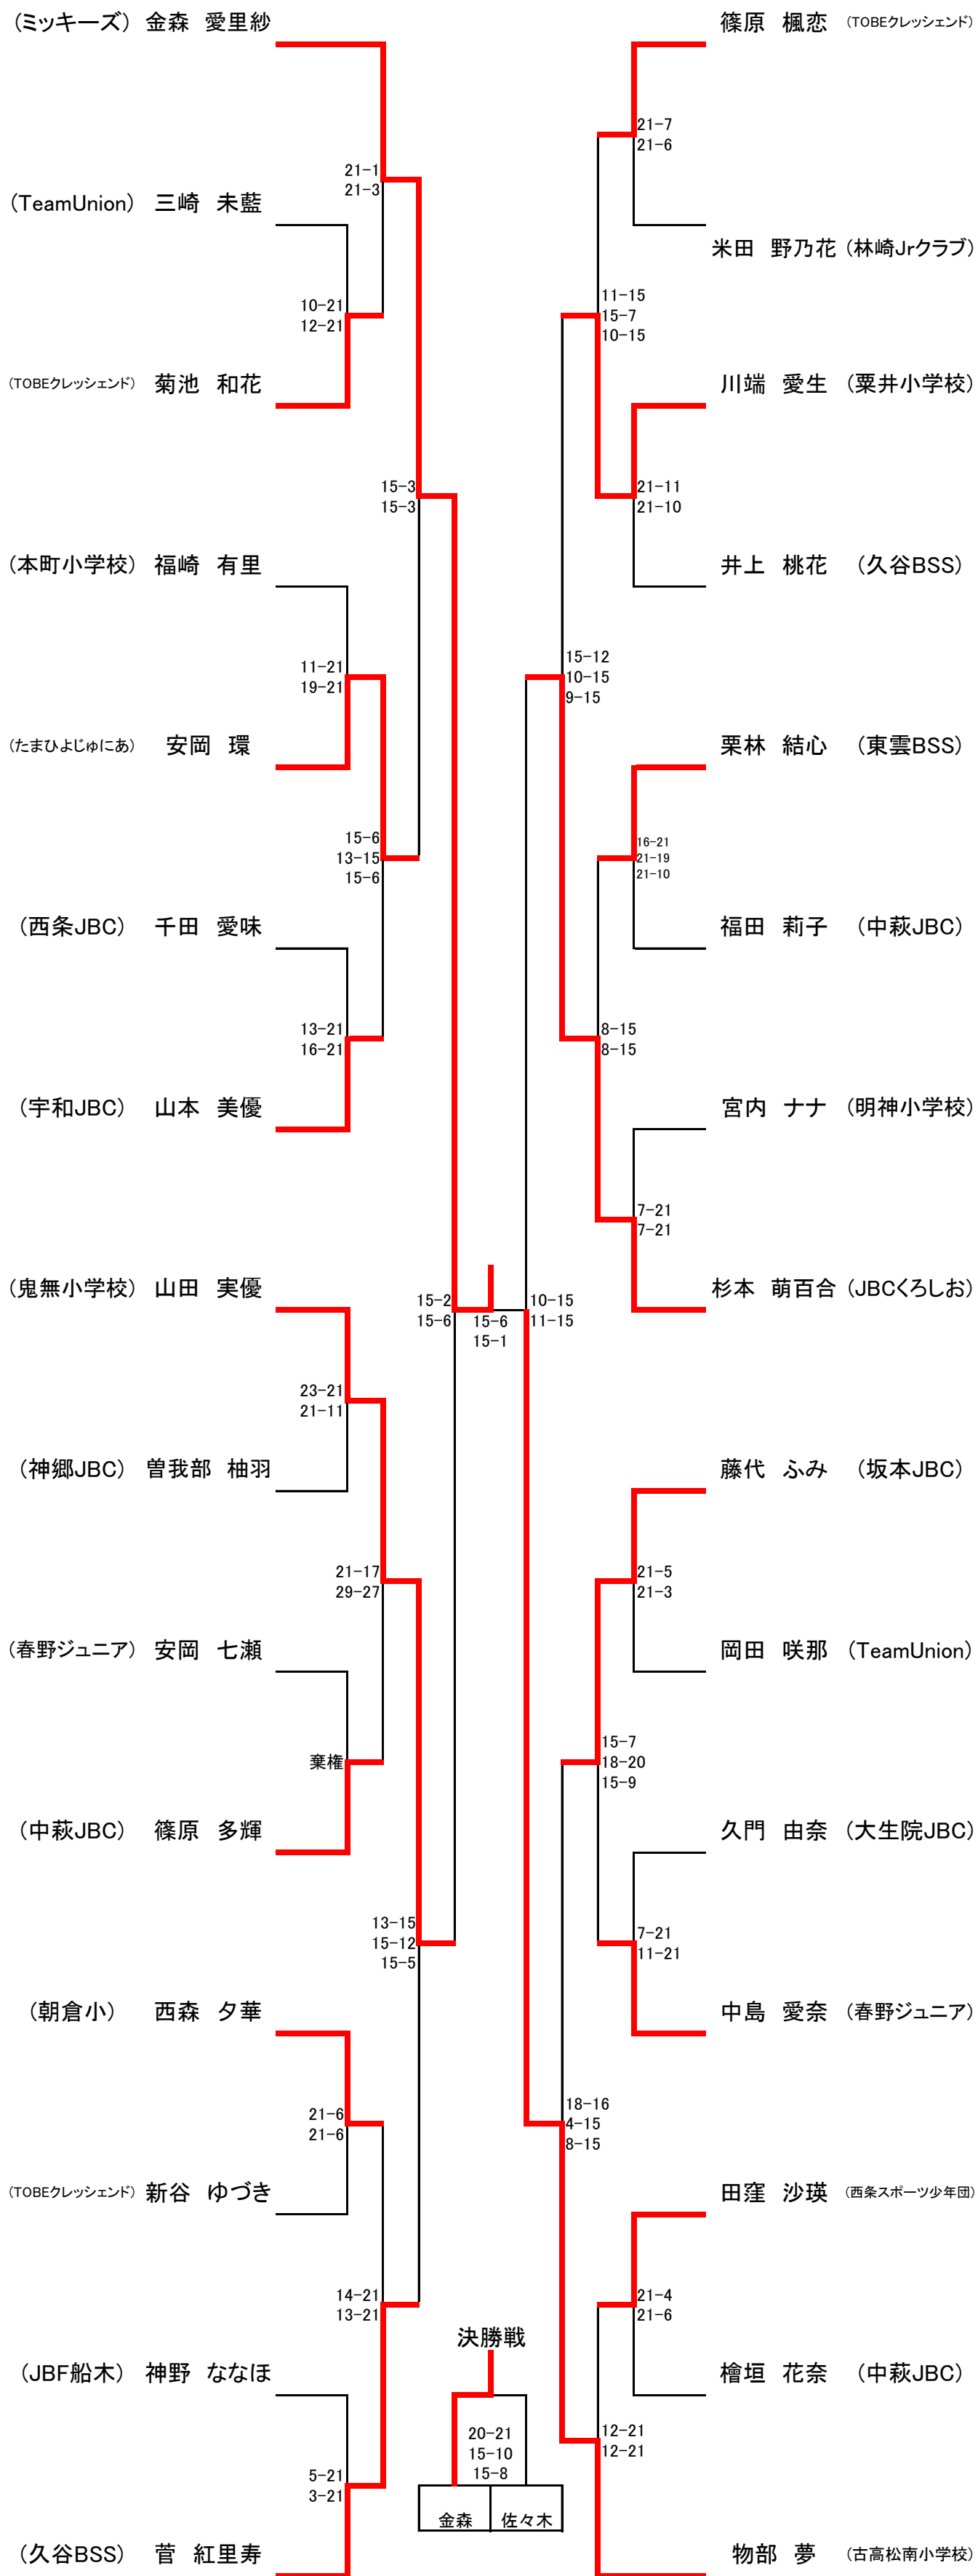 (ミッキーズ) 金森 愛里紗
21-1
21-3
(TeamUnion) 三崎 未藍
10-21
12-21
(TOBEクレッシェンド) 菊池 和花
15-3
15-3
(本町小学校) 福崎 有里
11-21
19-21
(たまひよじゅにあ) 安岡 環
15-6
13-15
15-6
(西条JBC) 千田 愛味
13-21
16-21
(宇和JBC) 山本 美優
(鬼無小学校) 山田 実優
15-2
15-6
23-21
21-11
(神郷JBC) 曽我部 柚羽
21-17
29-27
(春野ジュニア) 安岡 七瀬
棄権
(中萩JBC) 篠原 多輝
13-15
15-12
15-5
(朝倉小) 西森 夕華
21-6
21-6
(TOBEクレッシェンド) 新谷 ゆづき
14-21
13-21
(JBF船木) 神野 ななほ
5-21
3-21
(久谷BSS) 菅 紅里寿
15-6
15-1
決勝戦
20-21
15-10
15-8
金森 佐々木
篠原 楓恋 (TOBEクレッシェンド)
21-7
21-6
米田 野乃花 (林崎Jrクラブ)
11-15
15-7
10-15
川端 愛生 (粟井小学校)
21-11
21-10
井上 桃花 (久谷BSS)
15-12
10-15
9-15
栗林 結心 (東雲BSS)
16-21
21-19
21-10
福田 莉子 (中萩JBC)
8-15
8-15
宮内 ナナ (明神小学校)
7-21
7-21
杉本 萌百合 (JBCくろしお)
10-15
11-15
藤代 ふみ (坂本JBC)
21-5
21-3
岡田 咲那 (TeamUnion)
15-7
18-20
15-9
久門 由奈 (大生院JBC)
7-21
11-21
中島 愛奈 (春野ジュニア)
18-16
4-15
8-15
田窪 沙瑛 (西条スポーツ少年団)
21-4
21-6
檜垣 花奈 (中萩JBC)
12-21
12-21
物部 夢 (古高松南小学校)